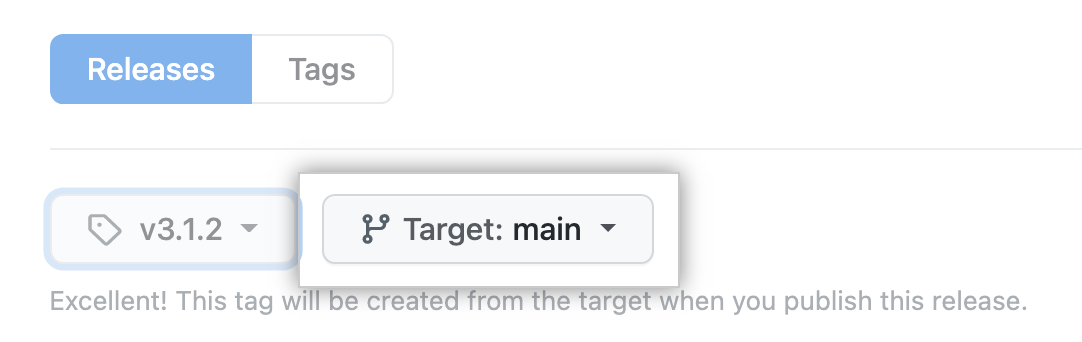 Releases Tags
v3.1.2 Target: main
Excellent! This tag will be created from the target when you publish this release.